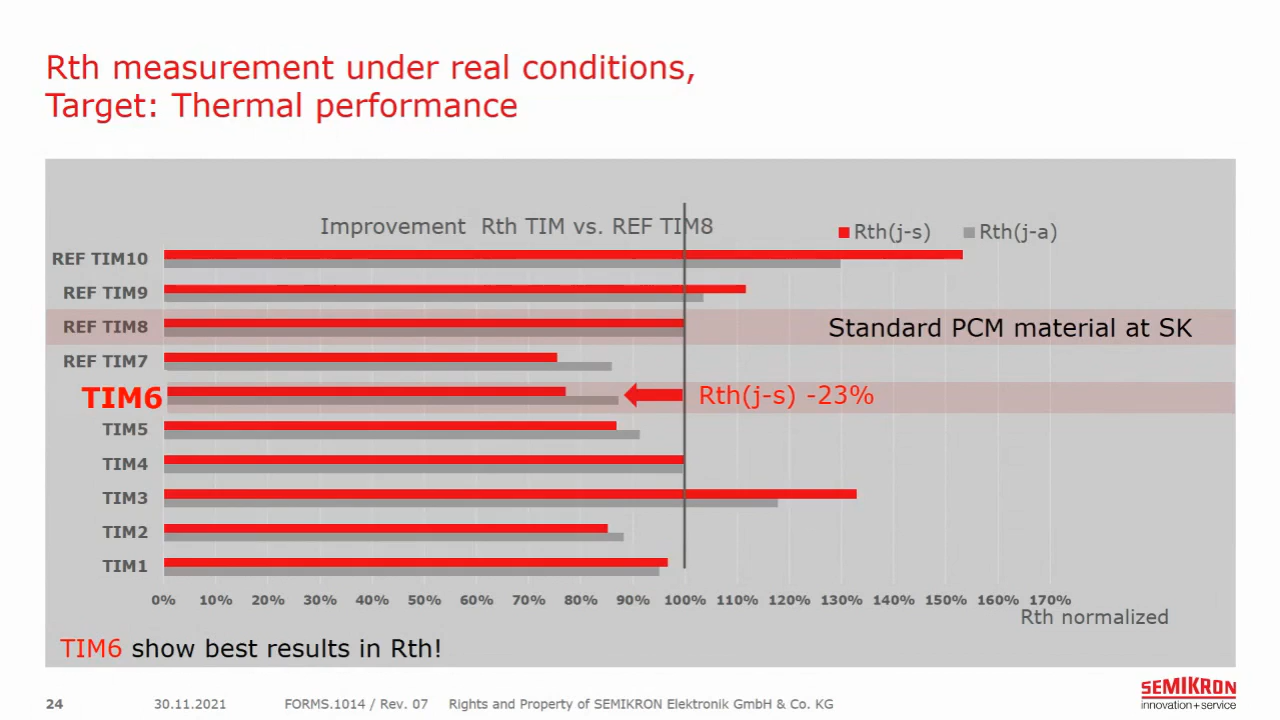 Rth measurement under real conditions,
Target: Thermal performance
Improvement Rth TIM vs. REF TIM8
Rth(j-s) Rth(j-a)
REF TIM10
REF TIM9
REF TIM8 Standard PCM material at SK
REF TIM7
TIM6 Rth(j-s) -23%
TIM5
TIM4
TIM3
TIM2
TIM1
0% 10% 20% 30% 40% 50% 60% 70% 80% 90% 100% 110% 120% 130% 140% 150% 160% 170%
Rth normalized
TIM6 show best results in Rth!
24 30.11.2021 FORMS.1014 / Rev. 07 Rights and Property of SEMIKRON Elektronik GmbH & Co. KG
SEMIKRON
innovation+service